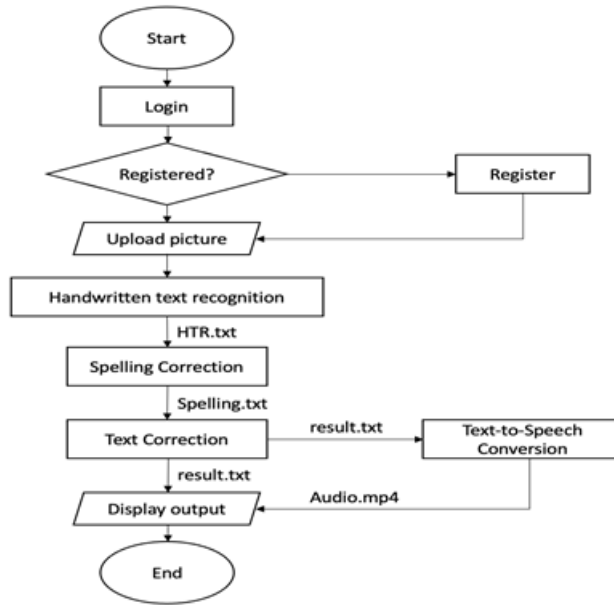 Start
Login
Registered?
Register
Upload picture
Handwritten text recognition
HTR.txt
Spelling Correction
Spelling.txt
Text Correction
result.txt
Text-to-Speech
Conversion
result.txt
Audio.mp4
Display output
End